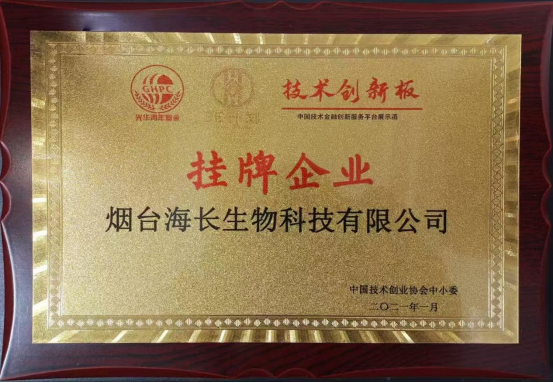 GHPC
技术创新板
中国技术金融创新服务平台展示道
挂牌企业
烟台海长生物科技有限公司
中国技术创业协会中小委
二〇二一年一月